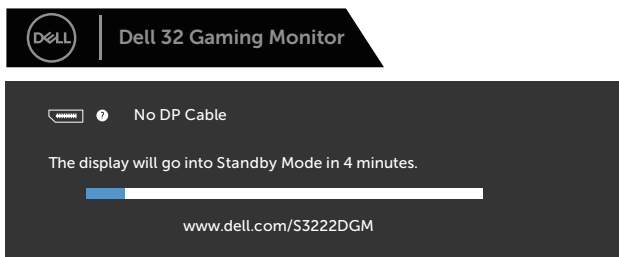 DELL
Dell 32 Gaming Monitor
? No DP Cable
The display will go into Standby Mode in 4 minutes.
www.dell.com/S3222DGM